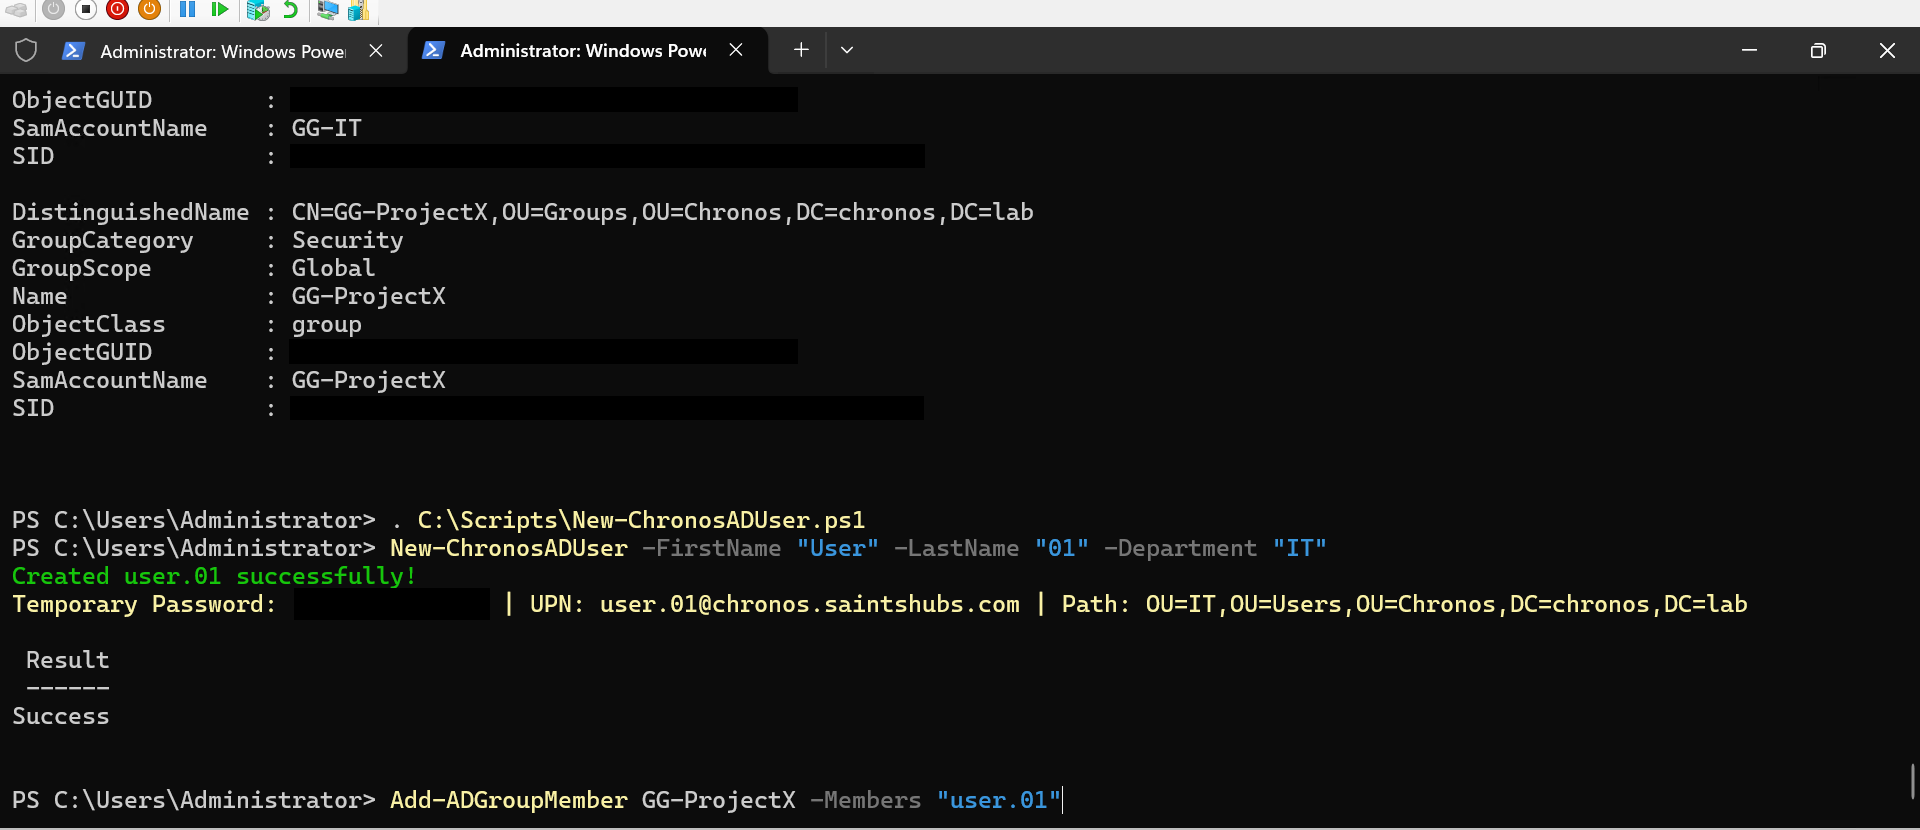 Administrator: Windows Powe
Administrator: Windows Powe
ObjectGUID :
SamAccountName : GG-IT
SID :
DistinguishedName : CN=GG-ProjectX,OU=Groups,OU=Chronos,DC=chronos,DC=lab
GroupCategory : Security
GroupScope : Global
Name : GG-ProjectX
ObjectClass : group
ObjectGUID :
SamAccountName : GG-ProjectX
SID :
PS C:\Users\Administrator> . C:\Scripts\New-ChronosADUser.ps1
PS C:\Users\Administrator> New-ChronosADUser -FirstName "User" -LastName "01" -Department "IT"
Created user.01 successfully!
Temporary Password: | UPN: user.01@chronos.saintshubs.com | Path: OU=IT,OU=Users,OU=Chronos,DC=chronos,DC=lab
Result
------
Success
PS C:\Users\Administrator> Add-ADGroupMember GG-ProjectX -Members "user.01"